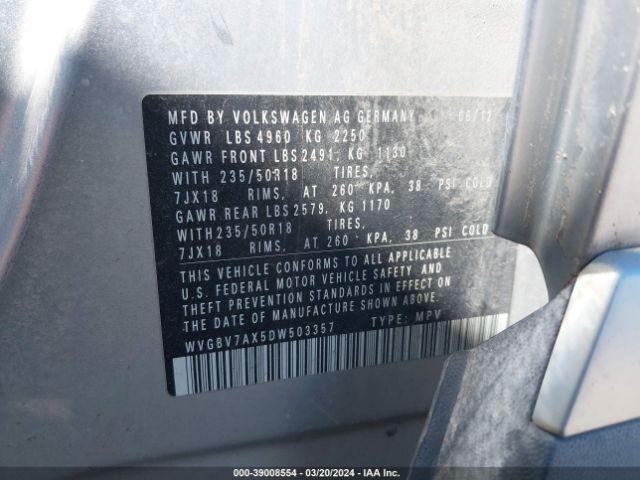 MFD BY VOLKSWAGEN AG GERMANY 06/12
GVWR LBS 4960 KG 2250
GAWR FRONT LBS 2491, KG 1130
WITH 235/50R18 TIRES,
7JX18 RIMS, AT 260 KPA, 38 PSI COLD
GAWR REAR LBS 2579, KG 1170
WITH 235/50R18 TIRES,
7JX18 RIMS, AT 260 KPA, 38 PSI COLD
THIS VEHICLE CONFORMS TO ALL APPLICABLE
U.S. FEDERAL MOTOR VEHICLE SAFETY AND
THEFT PREVENTION STANDARDS IN EFFECT ON
THE DATE OF MANUFACTURE SHOWN ABOVE.
WVGBV7AX5DW503357 TYPE: MPV
000-39008554 | 03/20/2024 | IAA Inc.